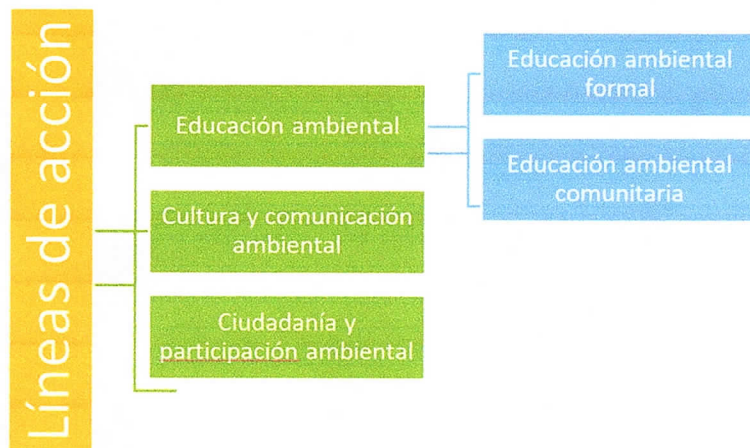 Líneas de acción
Educación ambiental
Cultura y comunicación
ambiental
Ciudadanía y
participación ambiental
Educación ambiental
formal
Educación ambiental
comunitaria